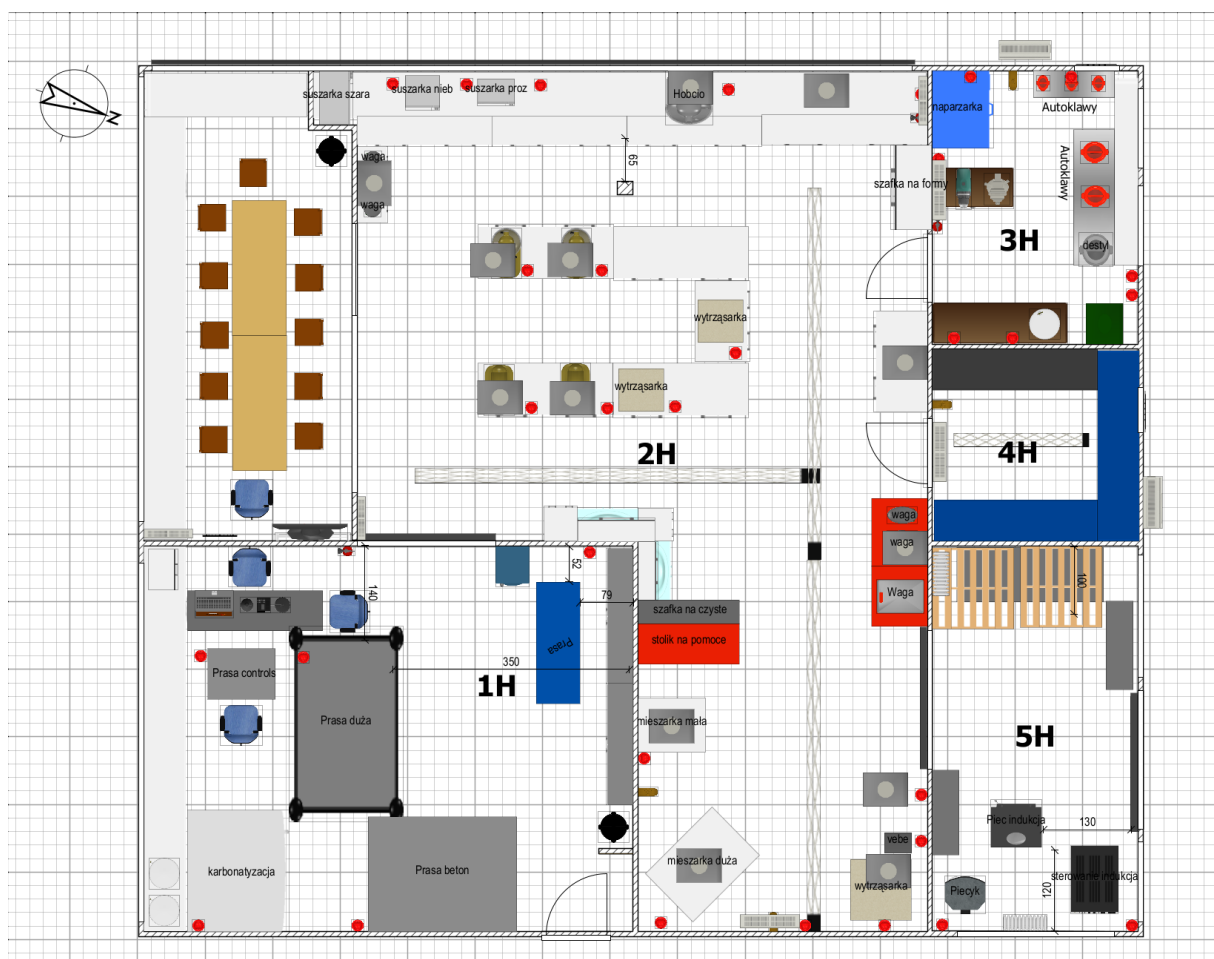 N
suszarka szara
suszarka nieb
suszarka proz
Hobcio
naparzarka
Autoklawy
waga
waga
65
szafka na formy
Autoklawy
3H
destyl
wytrząsarka
wytrząsarka
2H
4H
waga
waga
Waga
140
52
79
100
szafka na czyste
stolik na pomoce
Prasa
350
1H
Prasa controls
Prasa duża
mieszarka mała
5H
Piec indukcja
130
vebe
mieszarka duża
karbonatyzacja
Prasa beton
wytrząsarka
Piecyk
120
sterowanie indukcja